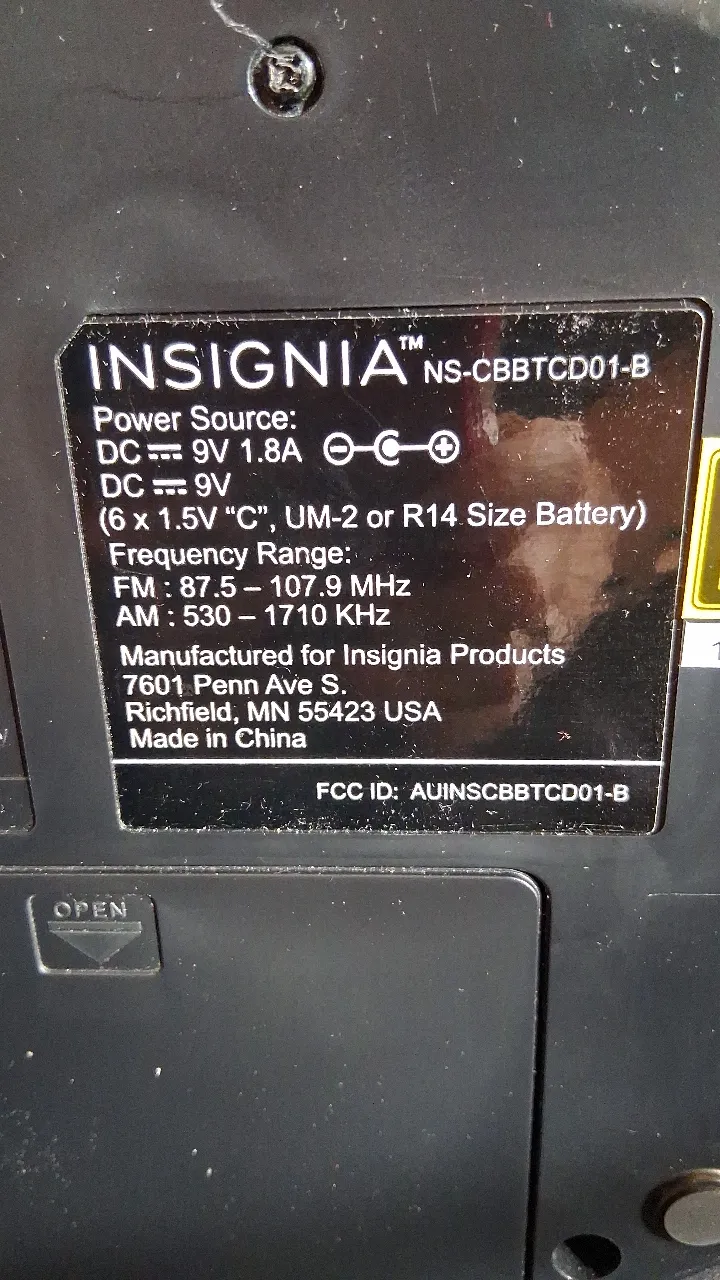 INSIGNIA™ NS-CBBTCD01-B
Power Source:
DC ⎓ 9V 1.8A
DC ⎓ 9V
(6 x 1.5V “C”, UM-2 or R14 Size Battery)
Frequency Range:
FM : 87.5 – 107.9 MHz
AM : 530 – 1710 KHz
Manufactured for Insignia Products
7601 Penn Ave S.
Richfield, MN 55423 USA
Made in China
FCC ID: AUINSCBBTCD01-B
OPEN